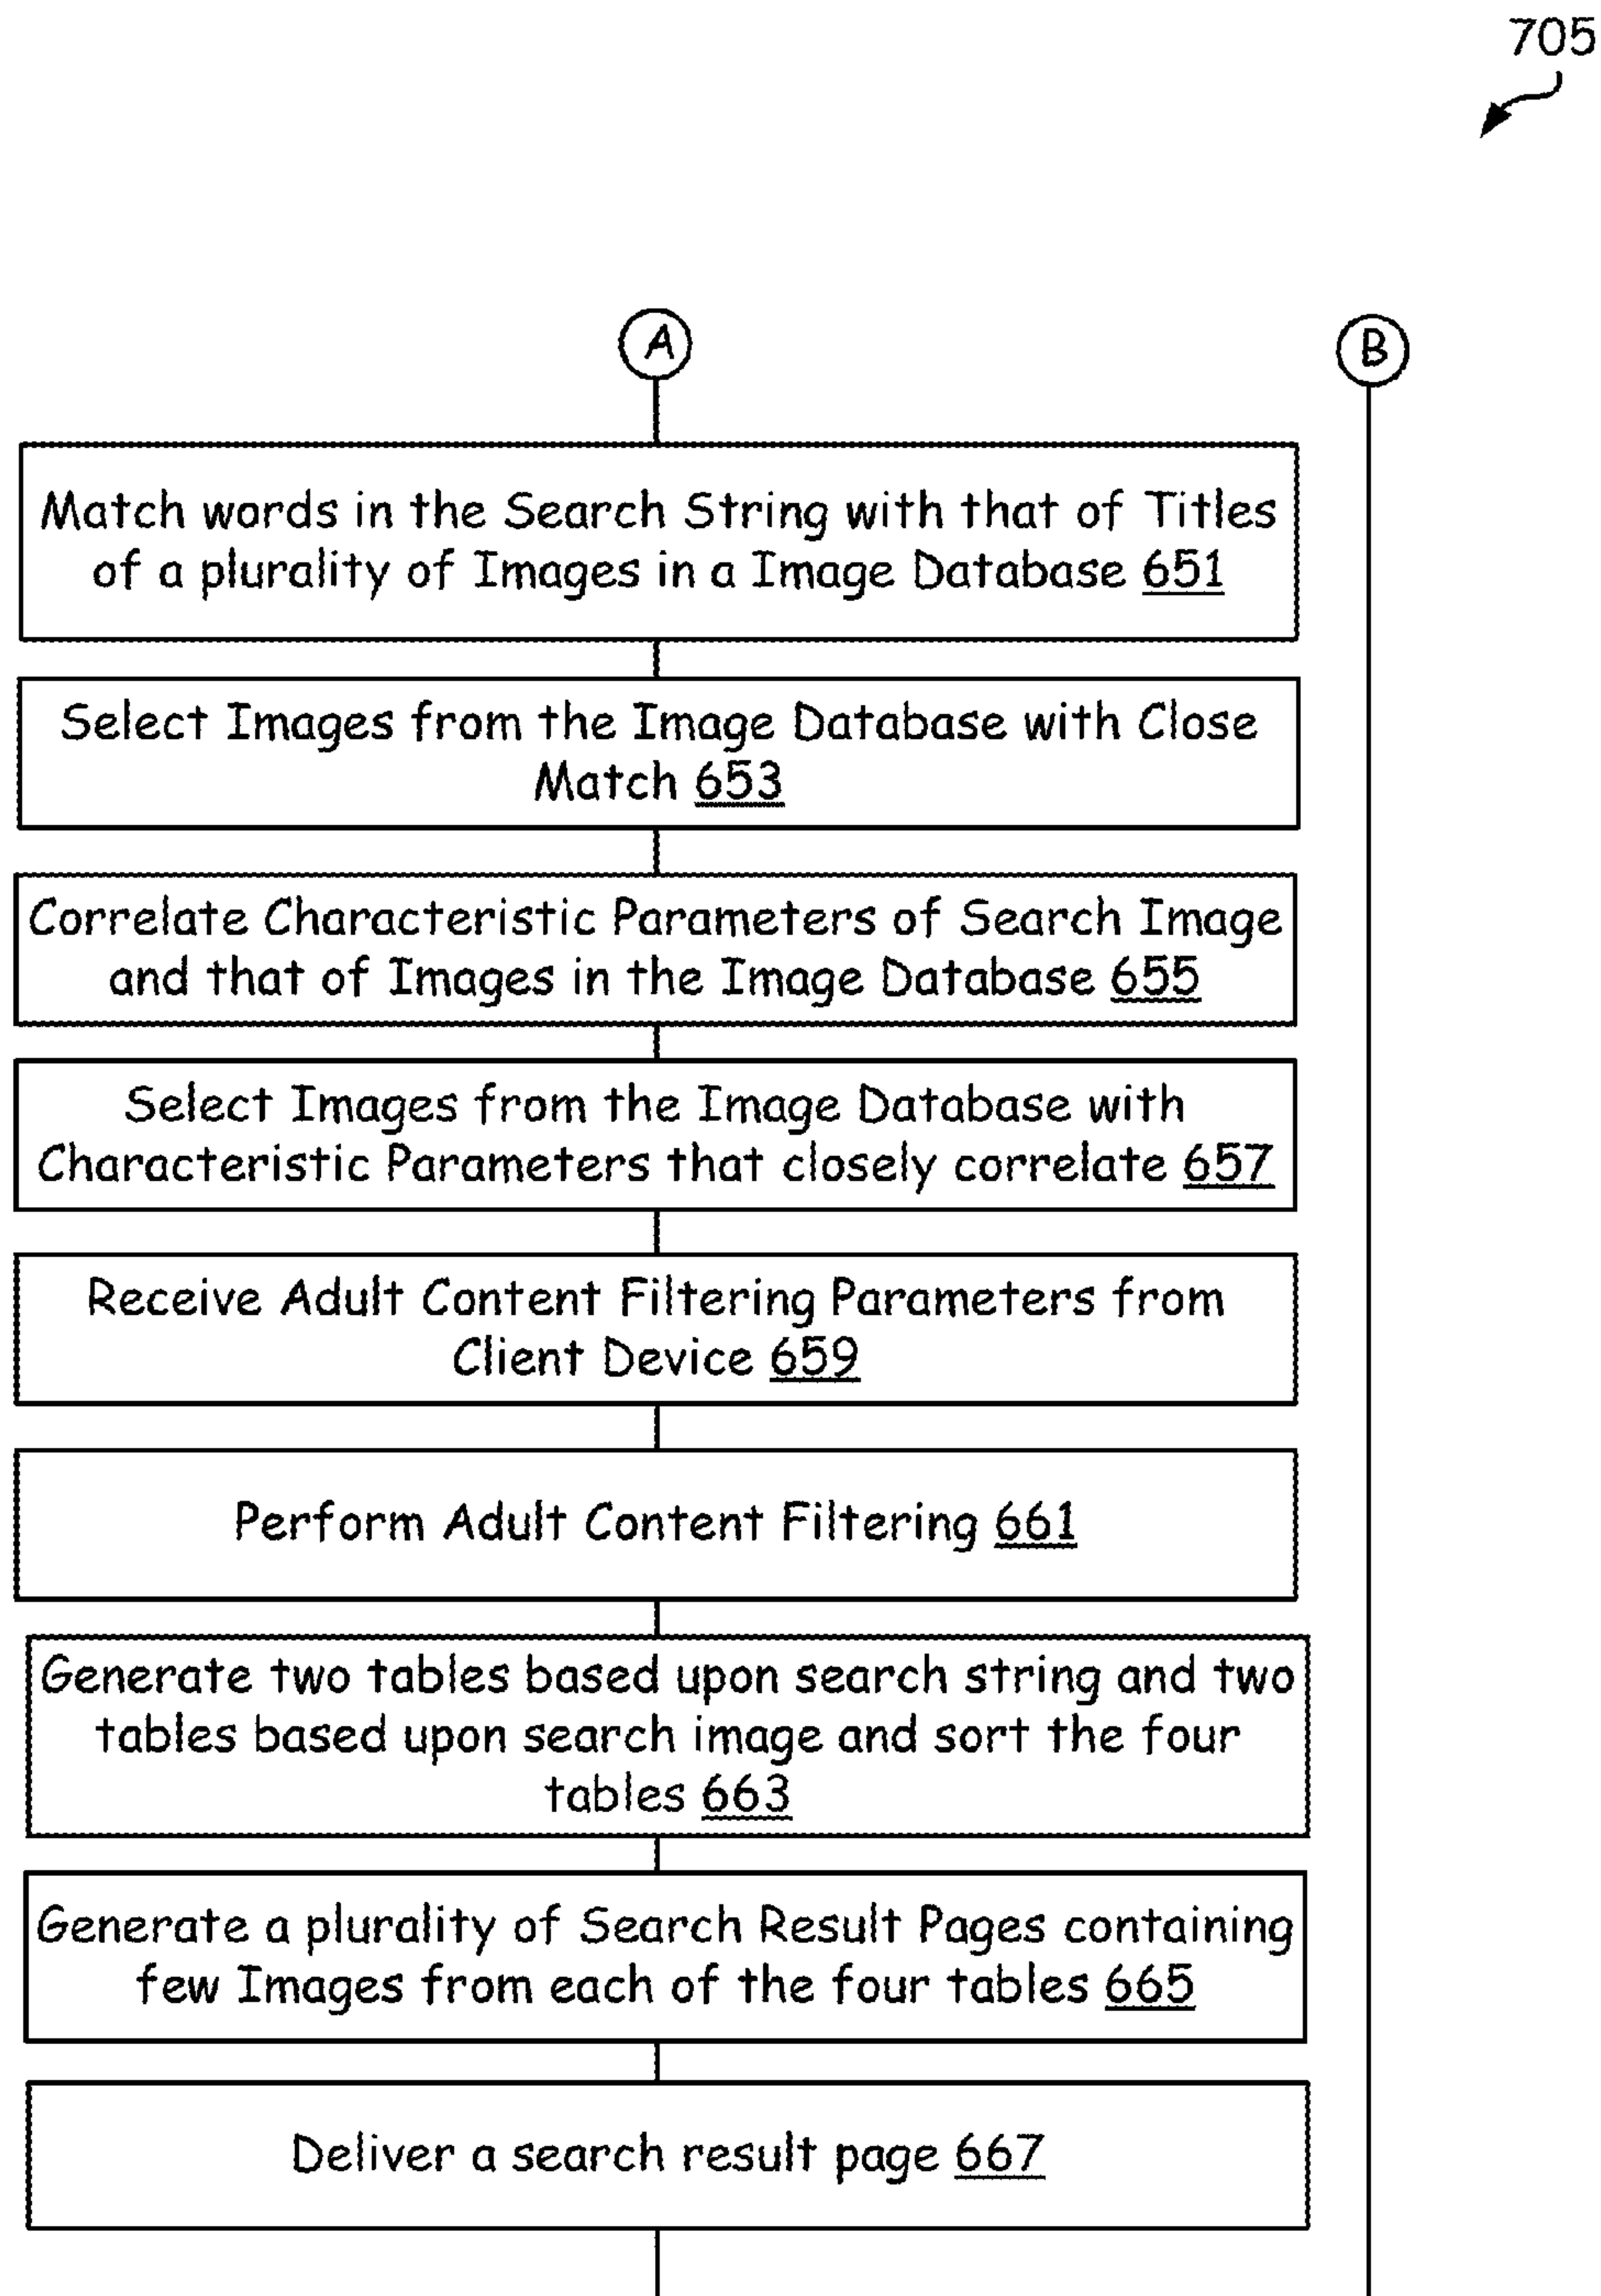 705
A
B
Match words in the Search String with that of Titles
of a plurality of Images in a Image Database 651
Select Images from the Image Database with Close
Match 653
Correlate Characteristic Parameters of Search Image
and that of Images in the Image Database 655
Select Images from the Image Database with
Characteristic Parameters that closely correlate 657
Receive Adult Content Filtering Parameters from
Client Device 659
Perform Adult Content Filtering 661
Generate two tables based upon search string and two
tables based upon search image and sort the four
tables 663
Generate a plurality of Search Result Pages containing
few Images from each of the four tables 665
Deliver a search result page 667